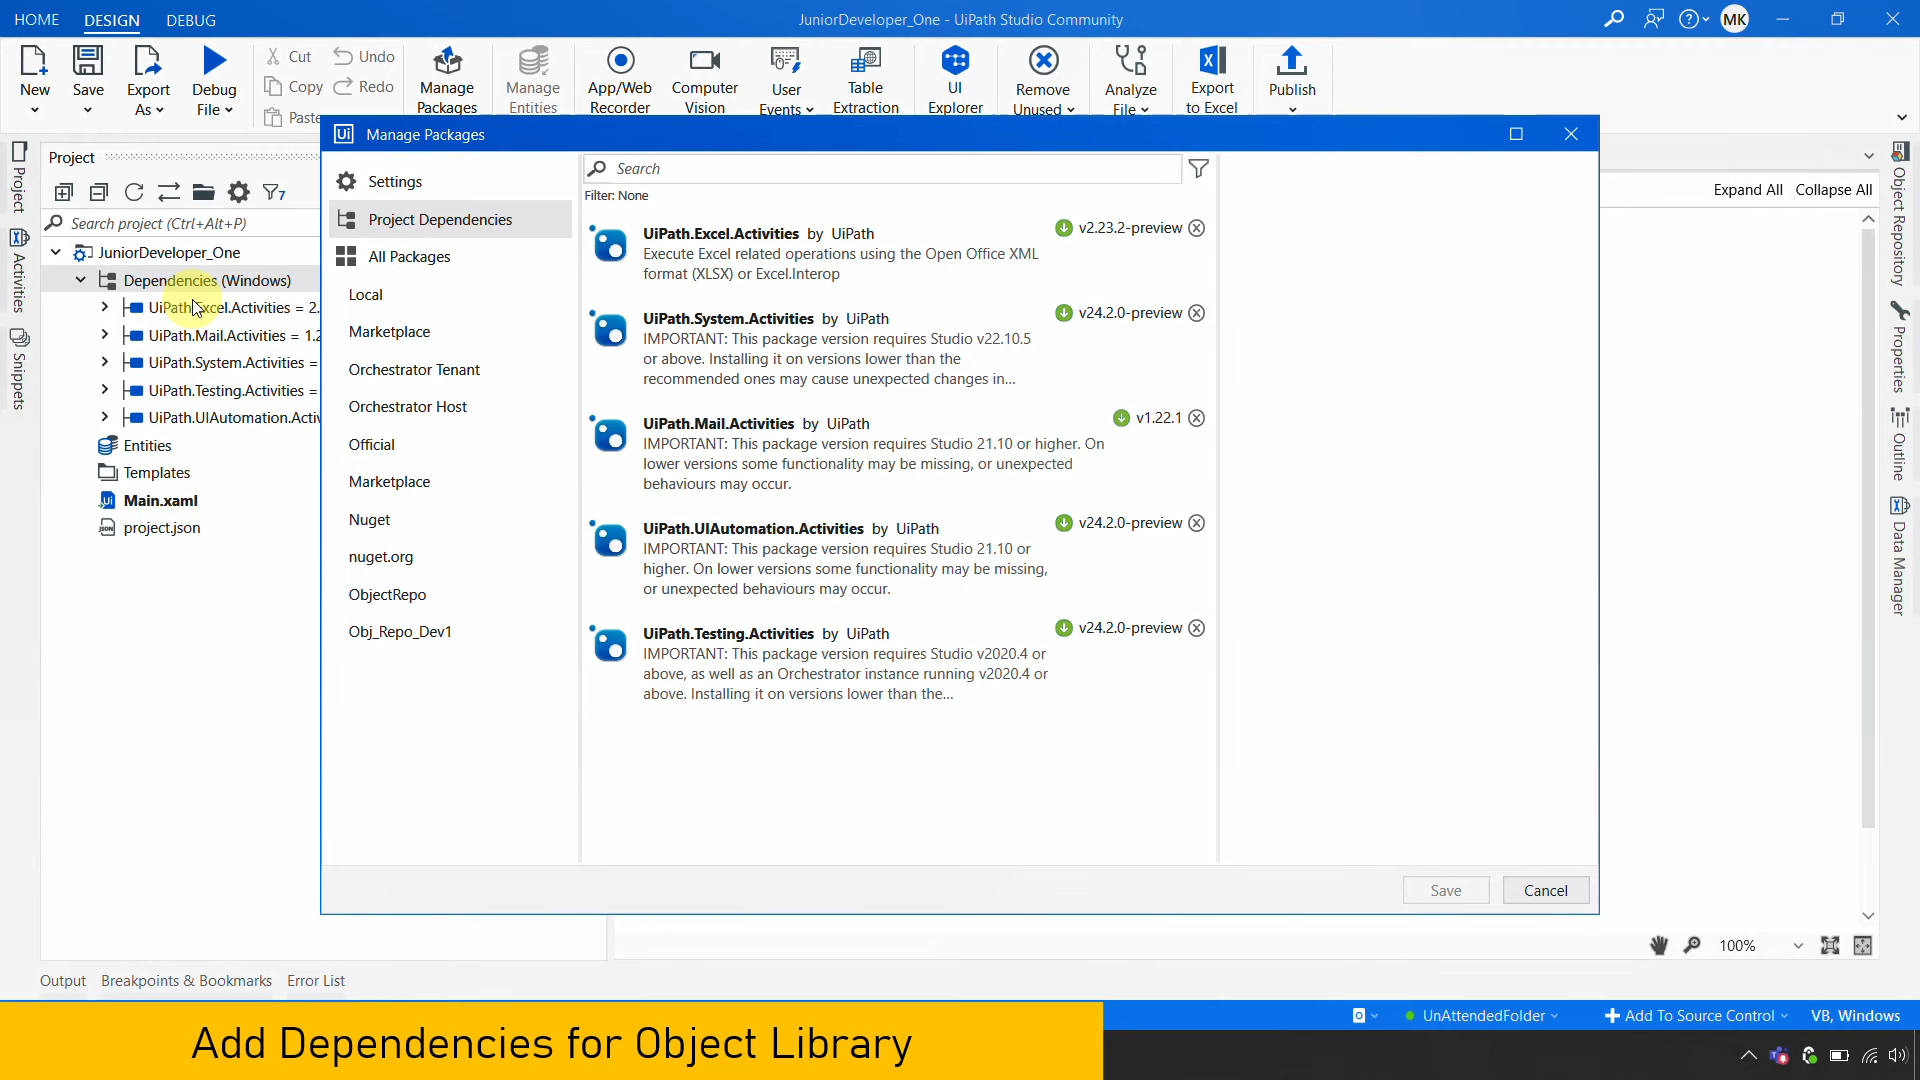 HOME DESIGN DEBUG
JuniorDeveloper_One - UiPath Studio Community
MK
New
Save
Export
As
Debug
File
Cut
Copy
Paste
Undo
Redo
Manage
Packages
Manage
Entities
App/Web
Recorder
Computer
Vision
User
Events
Table
Extraction
UI
Explorer
Remove
Unused
Analyze
File
Export
to Excel
Publish
Project
Activities
Snippets
Project
7
Search project (Ctrl+Alt+P)
JuniorDeveloper_One
Dependencies (Windows)
UiPath.Excel.Activities = 2.
UiPath.Mail.Activities = 1.2
UiPath.System.Activities =
UiPath.Testing.Activities =
UiPath.UIAutomation.Activ
Entities
Templates
Main.xaml
project.json
Ui Manage Packages
Settings
Project Dependencies
All Packages
Local
Marketplace
Orchestrator Tenant
Orchestrator Host
Official
Marketplace
Nuget
nuget.org
ObjectRepo
Obj_Repo_Dev1
Search
Filter: None
UiPath.Excel.Activities by UiPath v2.23.2-preview
Execute Excel related operations using the Open Office XML
format (XLSX) or Excel.Interop
UiPath.System.Activities by UiPath v24.2.0-preview
IMPORTANT: This package version requires Studio v22.10.5
or above. Installing it on versions lower than the
recommended ones may cause unexpected changes in...
UiPath.Mail.Activities by UiPath v1.22.1
IMPORTANT: This package version requires Studio 21.10 or higher. On
lower versions some functionality may be missing, or unexpected
behaviours may occur.
UiPath.UIAutomation.Activities by UiPath v24.2.0-preview
IMPORTANT: This package version requires Studio 21.10 or
higher. On lower versions some functionality may be missing,
or unexpected behaviours may occur.
UiPath.Testing.Activities by UiPath v24.2.0-preview
IMPORTANT: This package version requires Studio v2020.4 or
above, as well as an Orchestrator instance running v2020.4 or
above. Installing it on versions lower than the...
Save Cancel
Expand All Collapse All
Object Repository
Properties
Outline
Data Manager
100%
Output Breakpoints & Bookmarks Error List
UnAttendedFolder Add To Source Control VB, Windows
Add Dependencies for Object Library